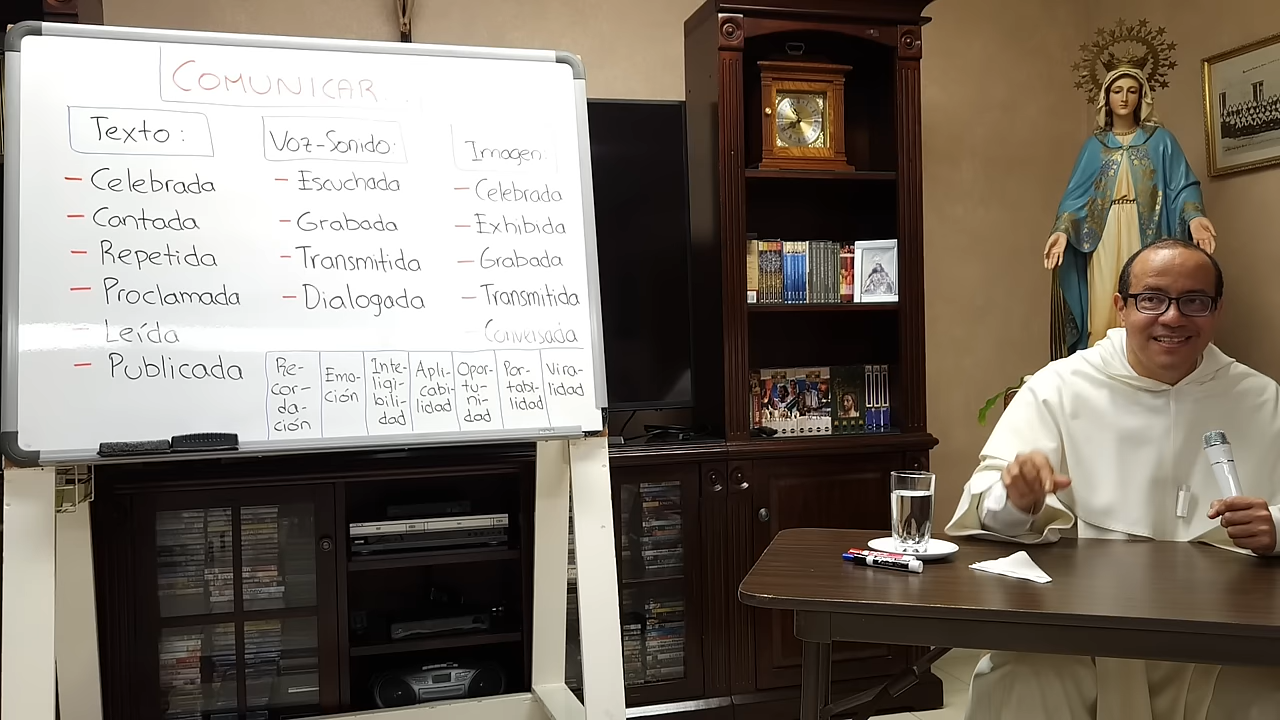 COMUNICAR...
Texto:
- Celebrada
- Cantada
- Repetida
- Proclamada
- Leída
- Publicada
Voz-Sonido:
- Escuchada
- Grabada
- Transmitida
- Dialogada
Imagen:
- Celebrada
- Exhibida
- Grabada
- Transmitida
- Conversada
Re-
cor-
da-
ción
Emo-
ción
Inte-
ligi-
bili-
dad
Apli-
cabi-
lidad
Opor-
tu-
ni-
dad
Por-
tabi-
lidad
Vira-
lidad